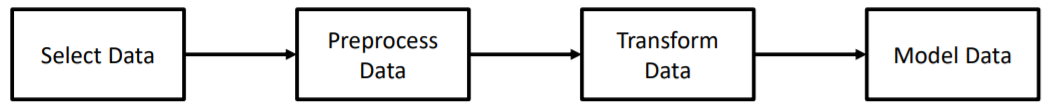 Select Data
Preprocess
Data
Transform
Data
Model Data